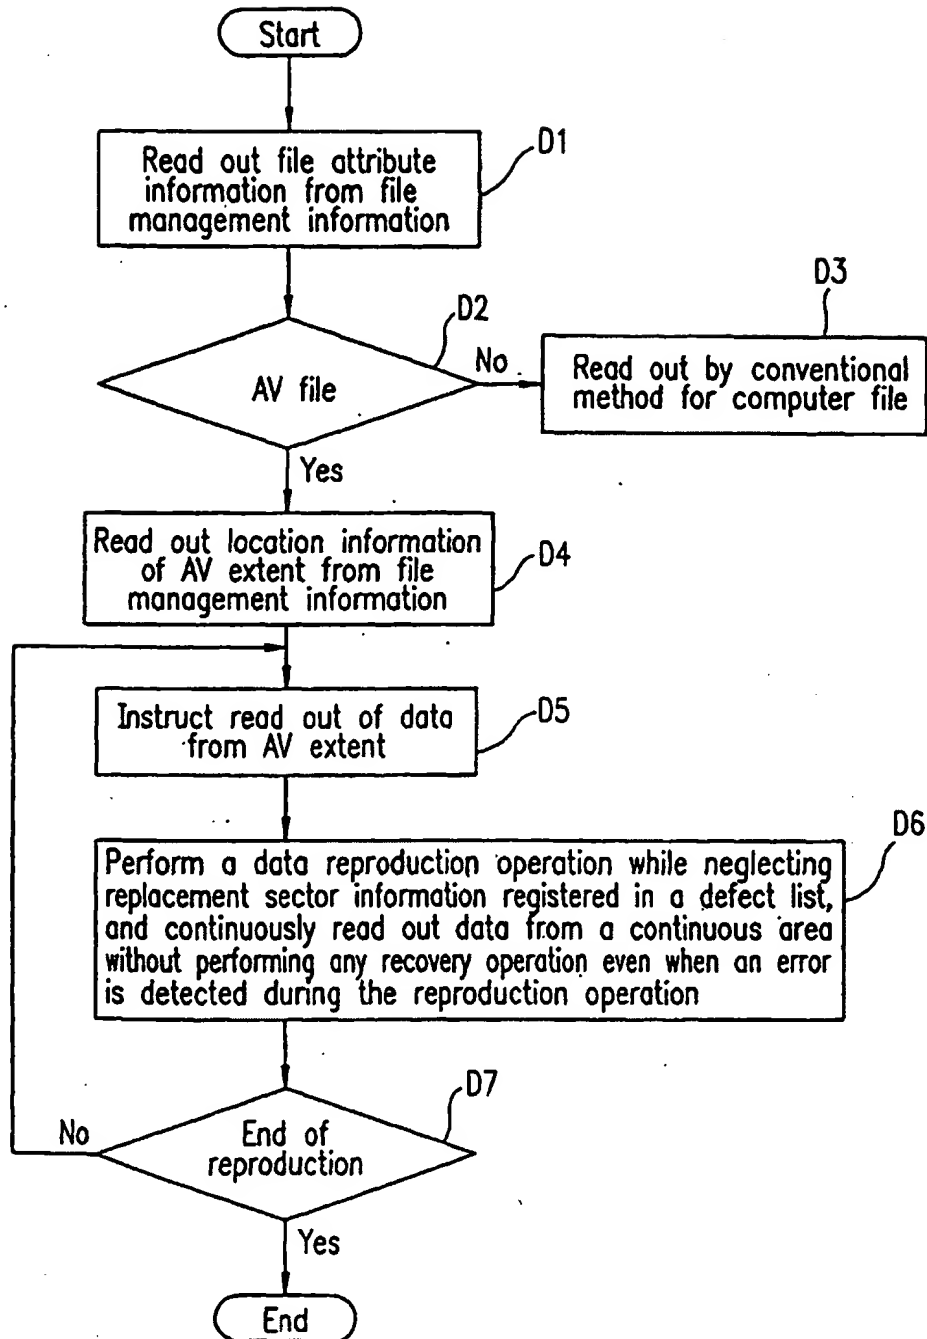 Start
D1
Read out file attribute
information from file
management information
D3
D2
No
Read out by conventional
method for computer file
AV file
Yes
Read out location information
of AV extent from file
management information
D4
Instruct read out of data
from AV extent
D5
D6
Perform a data reproduction operation while neglecting
replacement sector information registered in a defect list,
and continuously read out data from a continuous area
without performing any recovery operation even when an error
is detected during the reproduction operation
D7
No
End of
reproduction
Yes
End